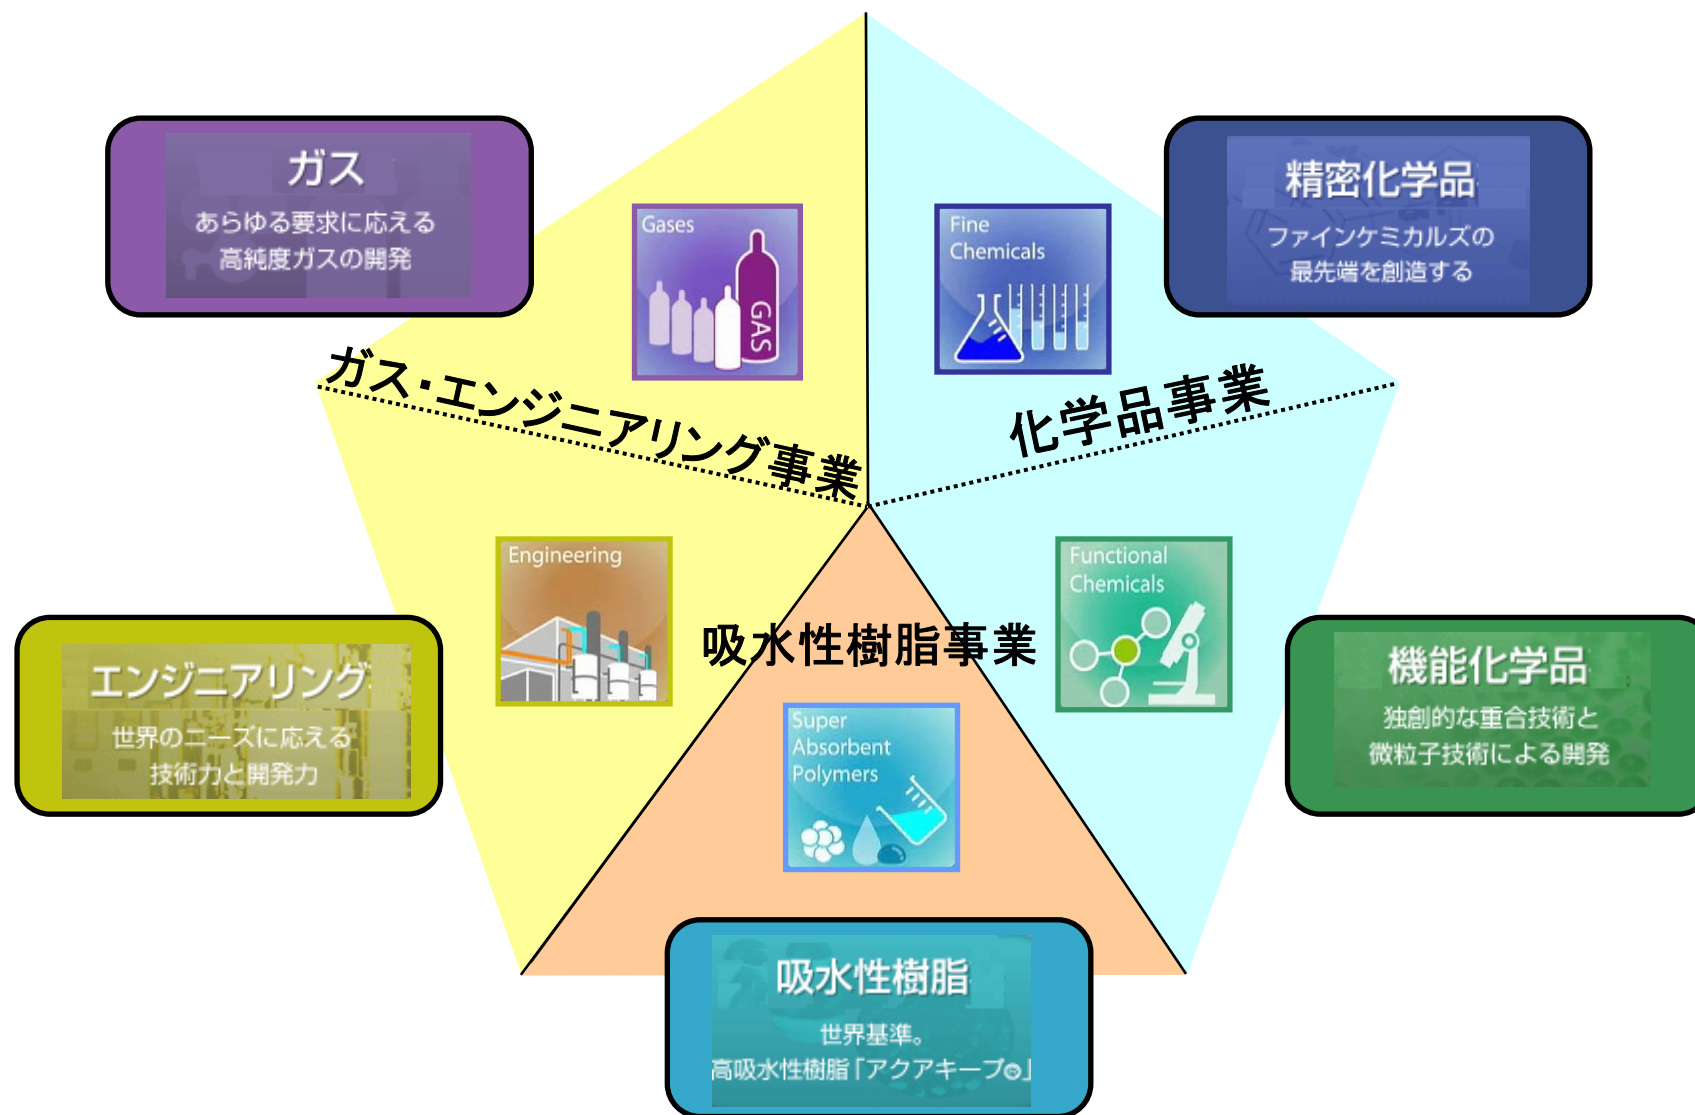 ガス
あらゆる要求に応える
高純度ガスの開発
精密化学品
ファインケミカルズの
最先端を創造する
Gases
GAS
Fine
Chemicals
ガス・エンジニアリング事業
化学品事業
Engineering
Functional
Chemicals
吸水性樹脂事業
エンジニアリング
世界のニーズに応える
技術力と開発力
機能化学品
独創的な重合技術と
微粒子技術による開発
Super
Absorbent
Polymers
吸水性樹脂
世界基準。
高吸水性樹脂「アクアキープ®」